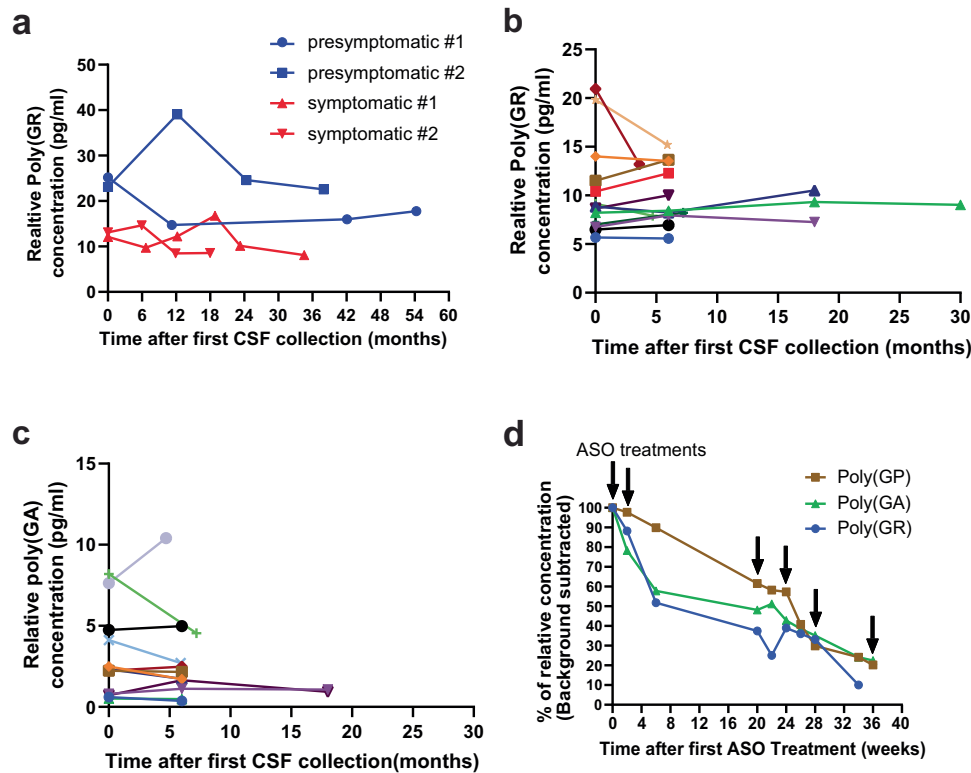 a
presymptomatic #1
presymptomatic #2
symptomatic #1
symptomatic #2
Realtive Poly(GR)
concentration (pg/ml)
50
40
30
20
10
0
0 6 12 18 24 30 36 42 48 54 60
Time after first CSF collection (months)
b
Realtive Poly(GR)
concentration (pg/ml)
25
20
15
10
5
0
0 5 10 15 20 25 30
Time after first CSF collection (months)
c
Relative poly(GA)
concentration (pg/ml)
15
10
5
0
0 5 10 15 20 25 30
Time after first CSF collection(months)
d
ASO treatments
Poly(GP)
Poly(GA)
Poly(GR)
% of relative concentration
(Background subtracted)
100
90
80
70
60
50
40
30
20
10
0
0 4 8 12 16 20 24 28 32 36 40
Time after first ASO Treatment (weeks)